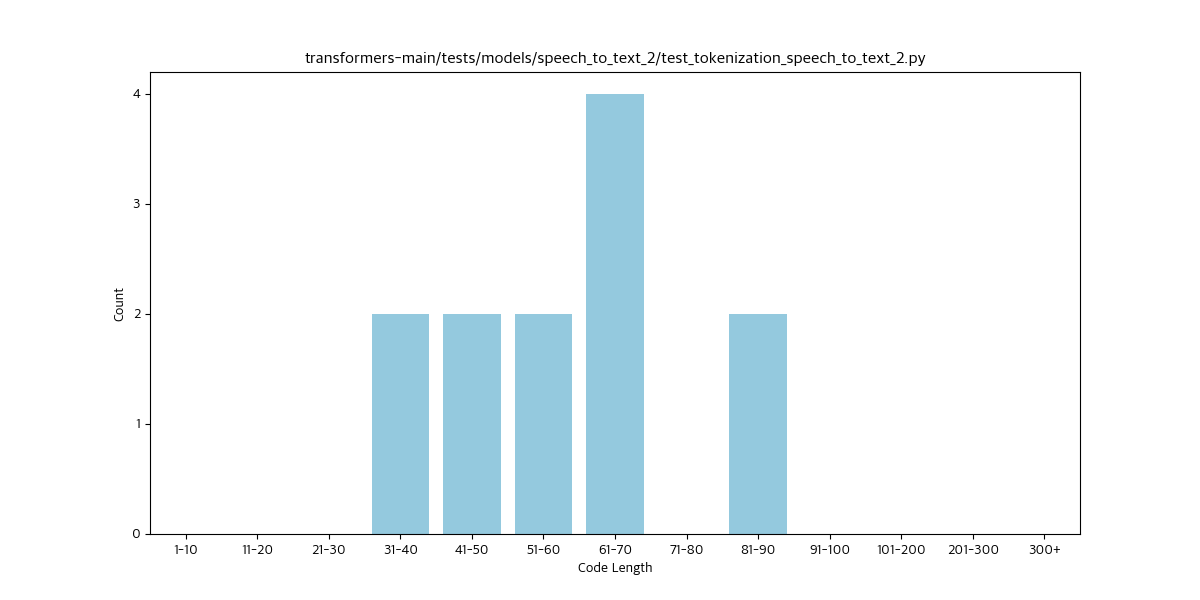 transformers-main/tests/models/speech_to_text_2/test_tokenization_speech_to_text_2.py
4
3
2
1
0
Count
1-10 11-20 21-30 31-40 41-50 51-60 61-70 71-80 81-90 91-100 101-200 201-300 300+
Code Length